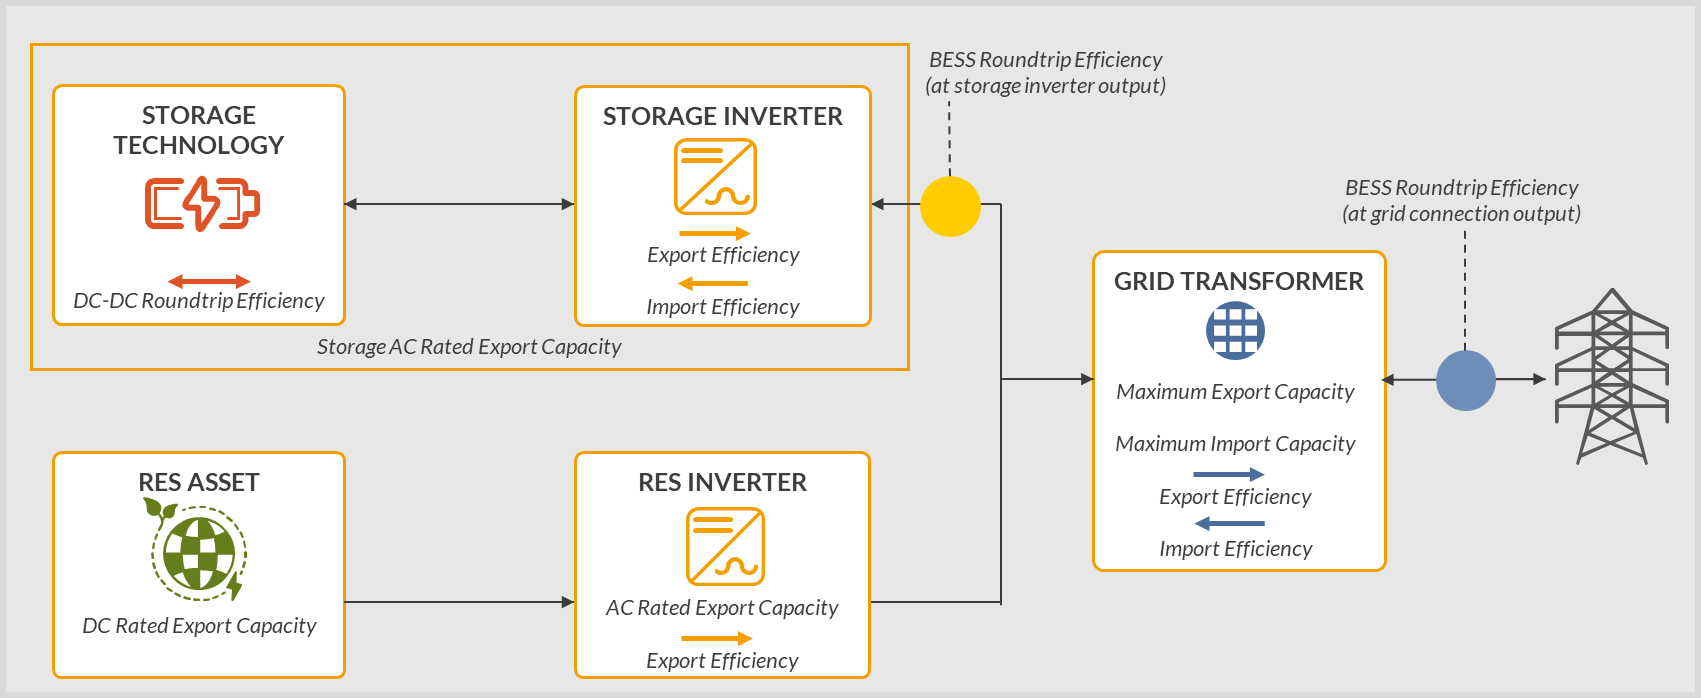 BESS Roundtrip Efficiency
(at storage inverter output)
STORAGE
TECHNOLOGY
DC-DC Roundtrip Efficiency
STORAGE INVERTER
Export Efficiency
Import Efficiency
Storage AC Rated Export Capacity
BESS Roundtrip Efficiency
(at grid connection output)
GRID TRANSFORMER
Maximum Export Capacity
Maximum Import Capacity
Export Efficiency
Import Efficiency
RES ASSET
DC Rated Export Capacity
RES INVERTER
AC Rated Export Capacity
Export Efficiency